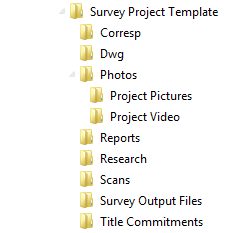 Survey Project Template
Corresp
Dwg
Photos
Project Pictures
Project Video
Reports
Research
Scans
Survey Output Files
Title Commitments